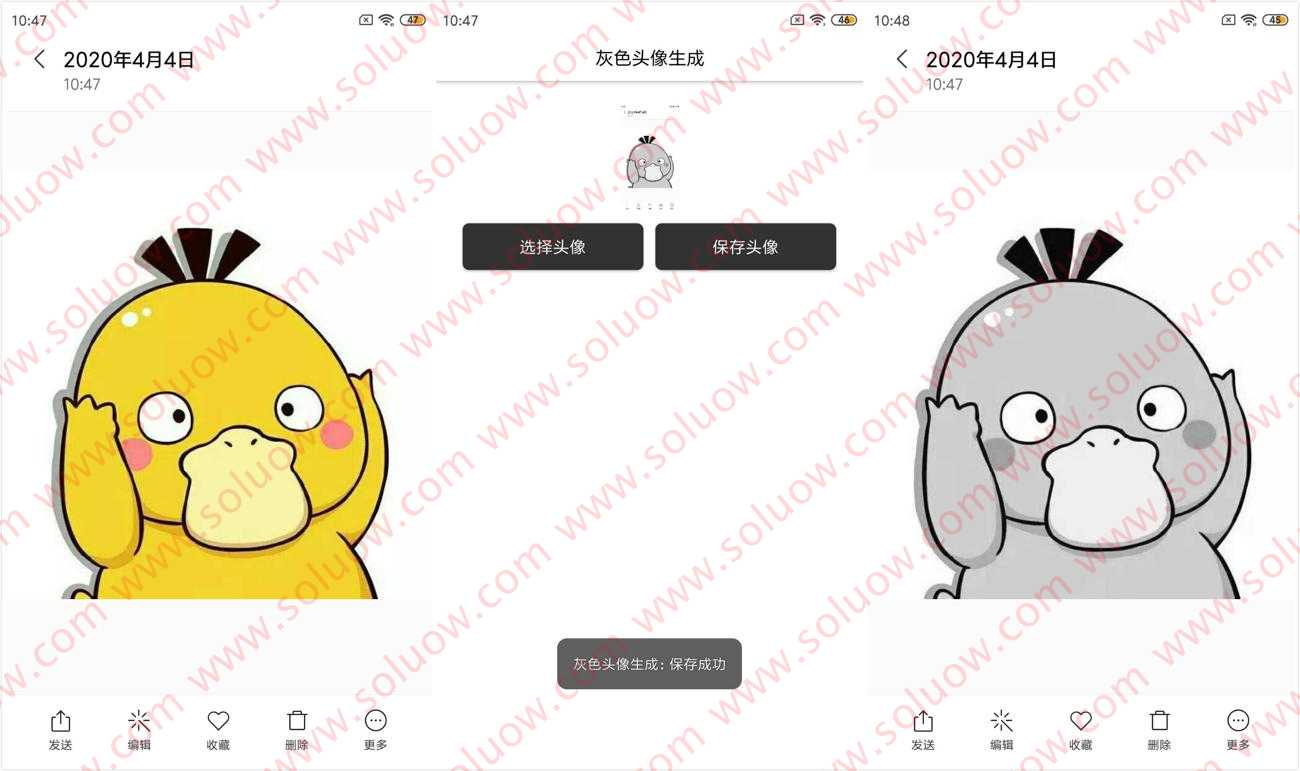 10:47
47
2020年4月4日
10:47
发送
编辑
收藏
删除
更多
10:47
46
灰色头像生成
选择头像
保存头像
灰色头像生成: 保存成功
10:48
45
2020年4月4日
10:47
发送
编辑
收藏
删除
更多
www.soluow.com